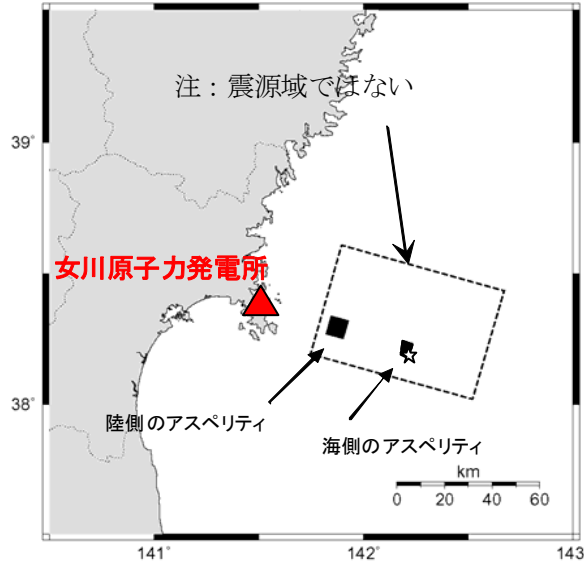 注：震源域ではない
39°
女川原子力発電所
38°
陸側のアスペリティ
海側のアスペリティ
km
0 20 40 60
141° 142° 143